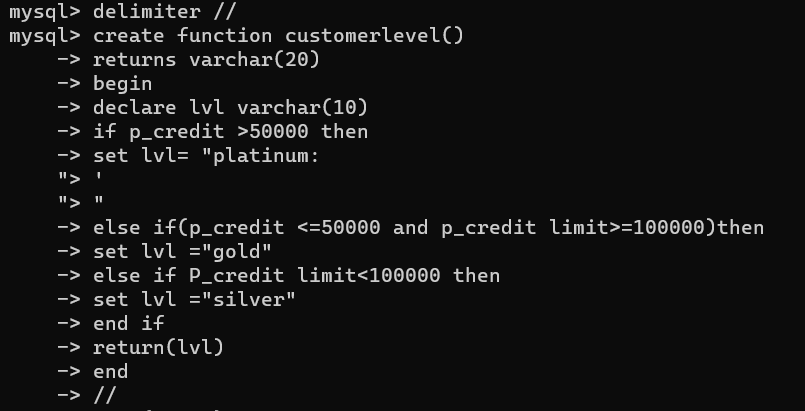 mysql> delimiter //
mysql> create function customerlevel()
    -> returns varchar(20)
    -> begin
    -> declare lvl varchar(10)
    -> if p_credit >50000 then
    -> set lvl= "platinum:
    "> '
    "> "
    -> else if(p_credit <=50000 and p_credit limit>=100000)then
    -> set lvl ="gold"
    -> else if P_credit limit<100000 then
    -> set lvl ="silver"
    -> end if
    -> return(lvl)
    -> end
    -> //